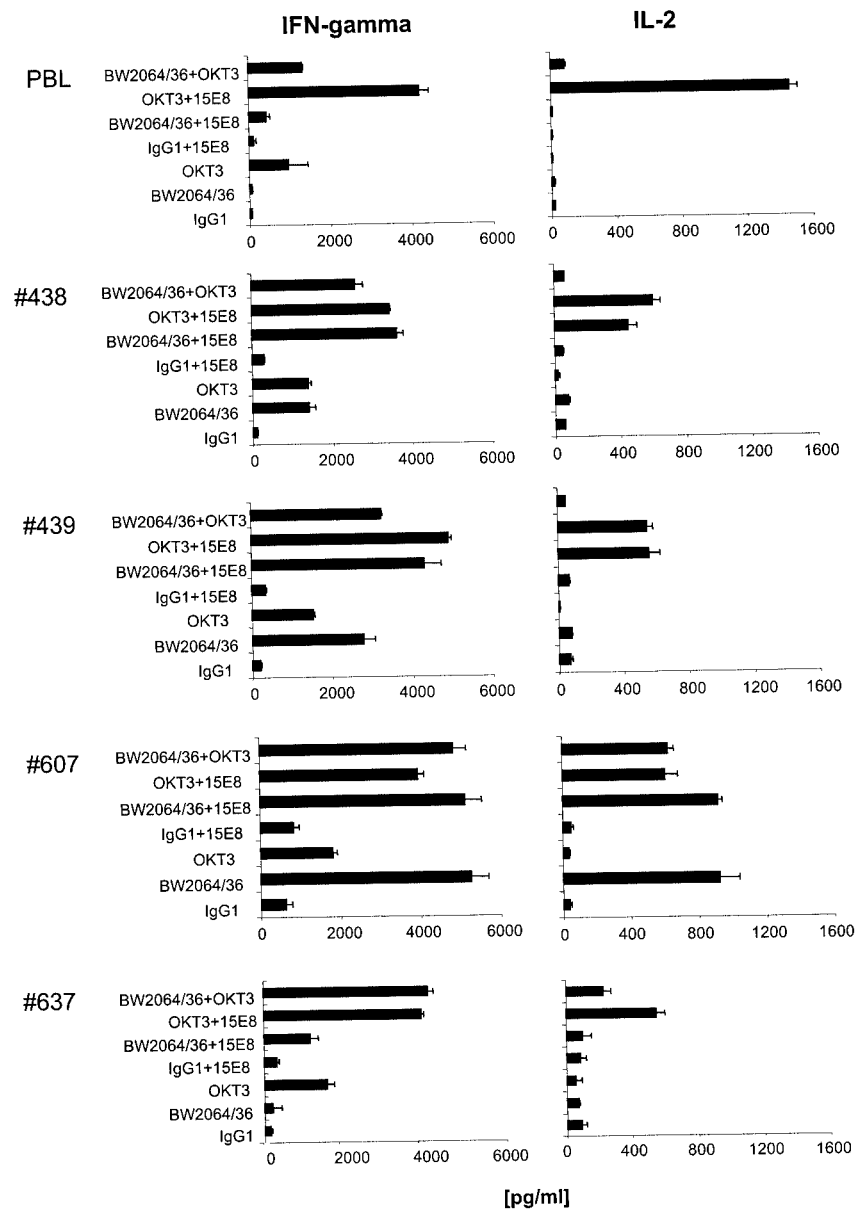 IFN-gamma IL-2
PBL
BW2064/36+OKT3
OKT3+15E8
BW2064/36+15E8
IgG1+15E8
OKT3
BW2064/36
IgG1
0 2000 4000 6000 0 400 800 1200 1600
#438
BW2064/36+OKT3
OKT3+15E8
BW2064/36+15E8
IgG1+15E8
OKT3
BW2064/36
IgG1
0 2000 4000 6000 0 400 800 1200 1600
#439
BW2064/36+OKT3
OKT3+15E8
BW2064/36+15E8
IgG1+15E8
OKT3
BW2064/36
IgG1
0 2000 4000 6000 0 400 800 1200 1600
#607
BW2064/36+OKT3
OKT3+15E8
BW2064/36+15E8
IgG1+15E8
OKT3
BW2064/36
IgG1
0 2000 4000 6000 0 400 800 1200 1600
#637
BW2064/36+OKT3
OKT3+15E8
BW2064/36+15E8
IgG1+15E8
OKT3
BW2064/36
IgG1
0 2000 4000 6000 0 400 800 1200 1600
[pg/ml]